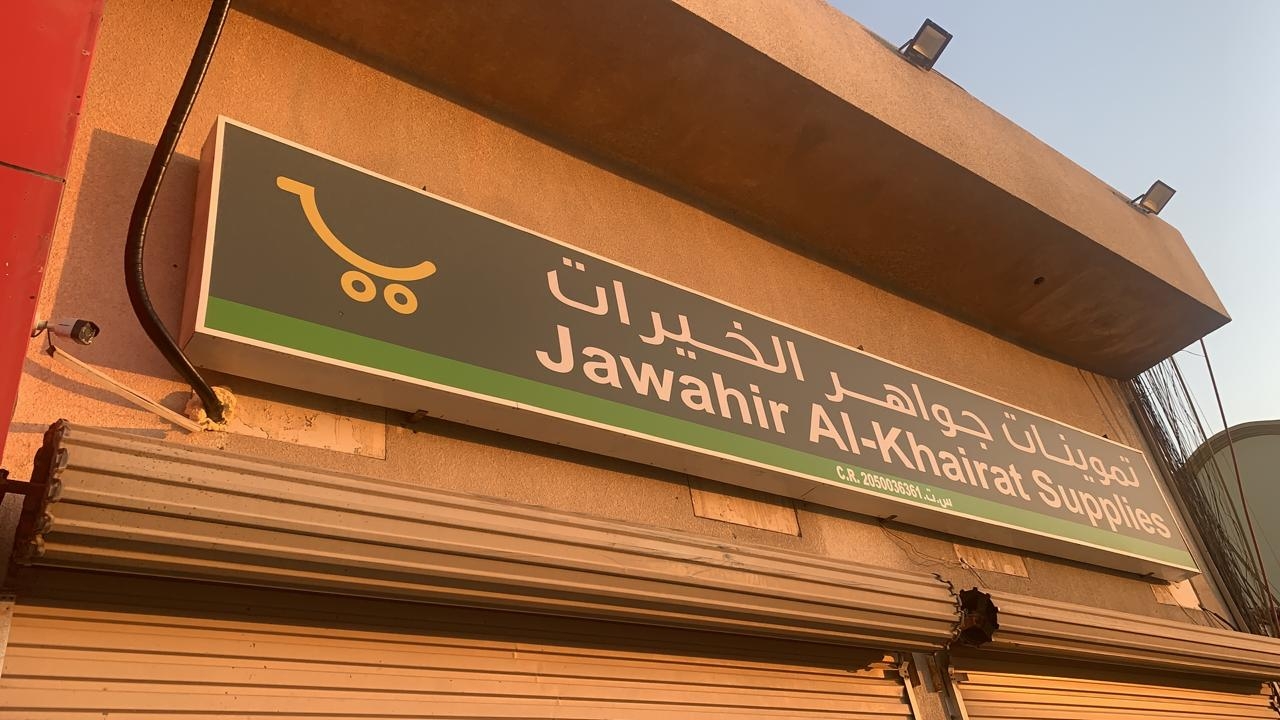 تموينات جواهر الخيرات
Jawahir Al-Khairat Supplies
C.R. 2050036361 س.ت.